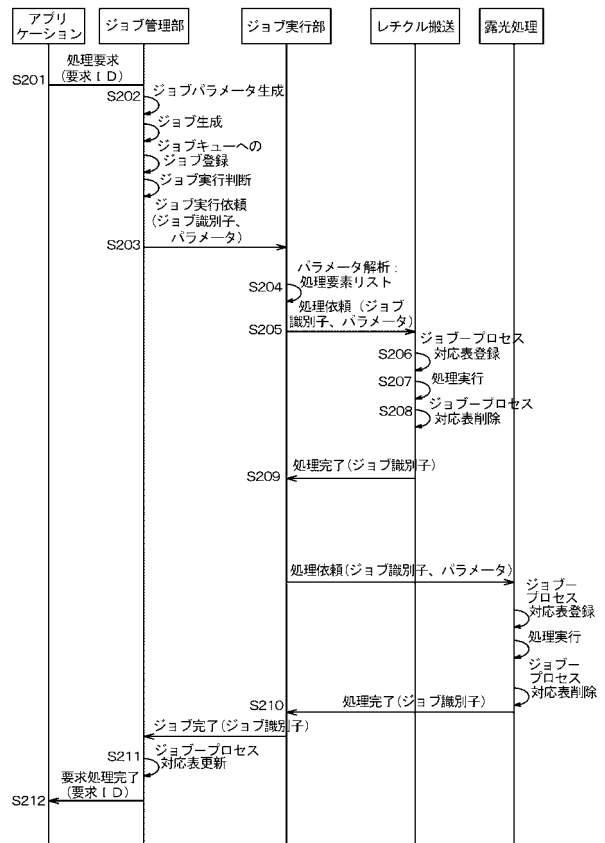 アプリ
ケーション
ジョブ管理部
ジョブ実行部
レチクル搬送
露光処理
処理要求
(要求ID)
S201
S202
ジョブパラメータ生成
ジョブ生成
ジョブキューへの
ジョブ登録
ジョブ実行判断
ジョブ実行依頼
(ジョブ識別子、
パラメータ)
S203
パラメータ解析:
処理要素リスト
S204
処理依頼(ジョブ
識別子、パラメータ)
S205
ジョブープロセス
対応表登録
S206
処理実行
S207
ジョブープロセス
対応表削除
S208
処理完了(ジョブ識別子)
S209
処理依頼(ジョブ識別子、パラメータ)
ジョブー
プロセス
対応表登録
処理実行
ジョブー
プロセス
対応表削除
処理完了(ジョブ識別子)
S210
ジョブ完了(ジョブ識別子)
ジョブープロセス
対応表更新
S211
要求処理完了
(要求ID)
S212